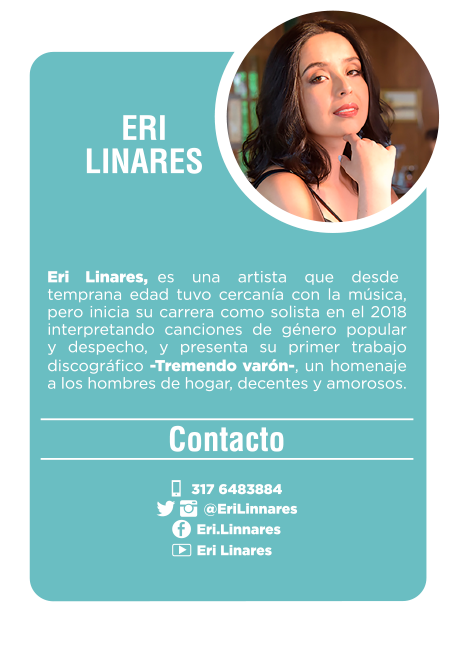 ERI
LINARES
Eri Linares, es una artista que desde
temprana edad tuvo cercanía con la música,
pero inicia su carrera como solista en el 2018
interpretando canciones de género popular
y despecho, y presenta su primer trabajo
discográfico -Tremendo varón-, un homenaje
a los hombres de hogar, decentes y amorosos.
Contacto
317 6483884
@EriLinnares
Eri.Linnares
Eri Linares